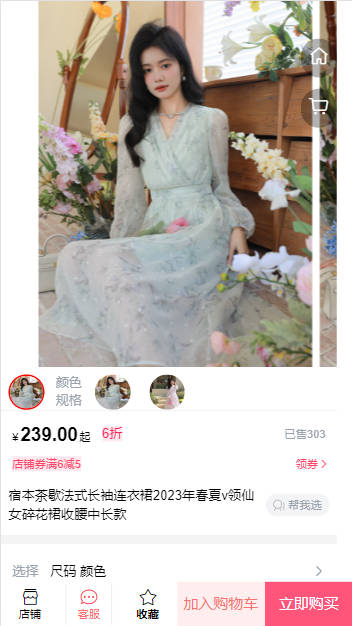 颜色
规格
¥239.00起 6折 已售303
店铺券满6减5 领券
宿本茶歇法式长袖连衣裙2023年春夏v领仙
女碎花裙收腰中长款
帮我选
选择 尺码 颜色
店铺 客服 收藏 加入购物车 立即购买